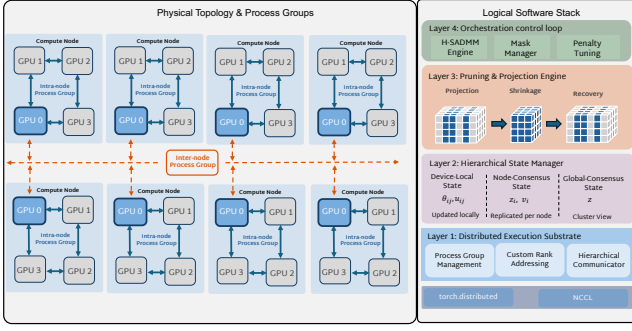 Physical Topology & Process Groups
Compute Node
GPU 1
GPU 2
Intra-node
Process Group
GPU 0
GPU 3
Compute Node
GPU 1
GPU 2
Intra-node
Process Group
GPU 0
GPU 3
Compute Node
GPU 1
GPU 2
Intra-node
Process Group
GPU 0
GPU 3
Compute Node
GPU 1
GPU 2
Intra-node
Process Group
GPU 0
GPU 3
Inter-node
Process Group
Compute Node
GPU 0
GPU 1
Intra-node
Process Group
GPU 3
GPU 2
Compute Node
GPU 0
GPU 1
Intra-node
Process Group
GPU 3
GPU 2
Compute Node
GPU 0
GPU 1
Intra-node
Process Group
GPU 3
GPU 2
Compute Node
GPU 0
GPU 1
Intra-node
Process Group
GPU 3
GPU 2
Logical Software Stack
Layer 4: Orchestration control loop
H-SADMM
Engine
Mask
Manager
Penalty
Tuning
Layer 3: Pruning & Projection Engine
Projection
Shrinkage
Recovery
Layer 2: Hierarchical State Manager
Device-Local
State
θij,uij
Updated locally
Node-Consensus
State
zi, vi
Replicated per node
Global-Consensus
State
z
Cluster View
Layer 1: Distributed Execution Substrate
Process Group
Management
Custom Rank
Addressing
Hierarchical
Communicator
torch.distributed
NCCL